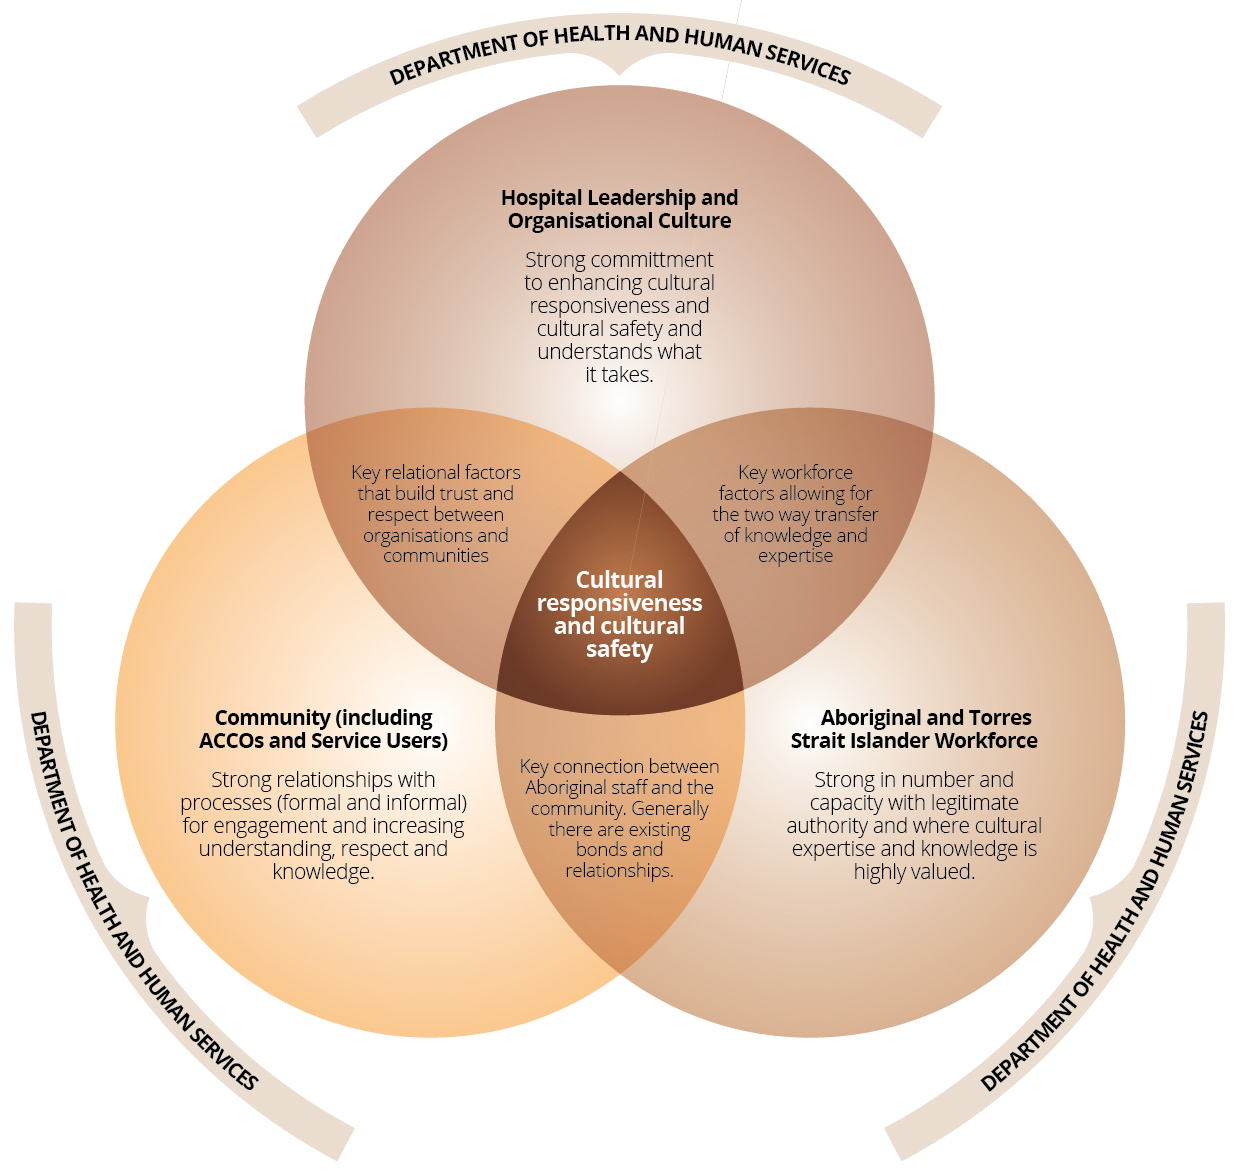 DEPARTMENT OF HEALTH AND HUMAN SERVICES
Hospital Leadership and
Organisational Culture
Strong committment
to enhancing cultural
responsiveness and
cultural safety and
understands what
it takes.
Key relational factors
that build trust and
respect between
organisations and
communities
Key workforce
factors allowing for
the two way transfer
of knowledge and
expertise
Cultural
responsiveness
and cultural
safety
Community (including
ACCOs and Service Users)
Strong relationships with
processes (formal and informal)
for engagement and increasing
understanding, respect and
knowledge.
Key connection between
Aboriginal staff and the
community. Generally
there are existing
bonds and
relationships.
Aboriginal and Torres
Strait Islander Workforce
Strong in number and
capacity with legitimate
authority and where cultural
expertise and knowledge is
highly valued.
DEPARTMENT OF HEALTH AND HUMAN SERVICES
DEPARTMENT OF HEALTH AND HUMAN SERVICES